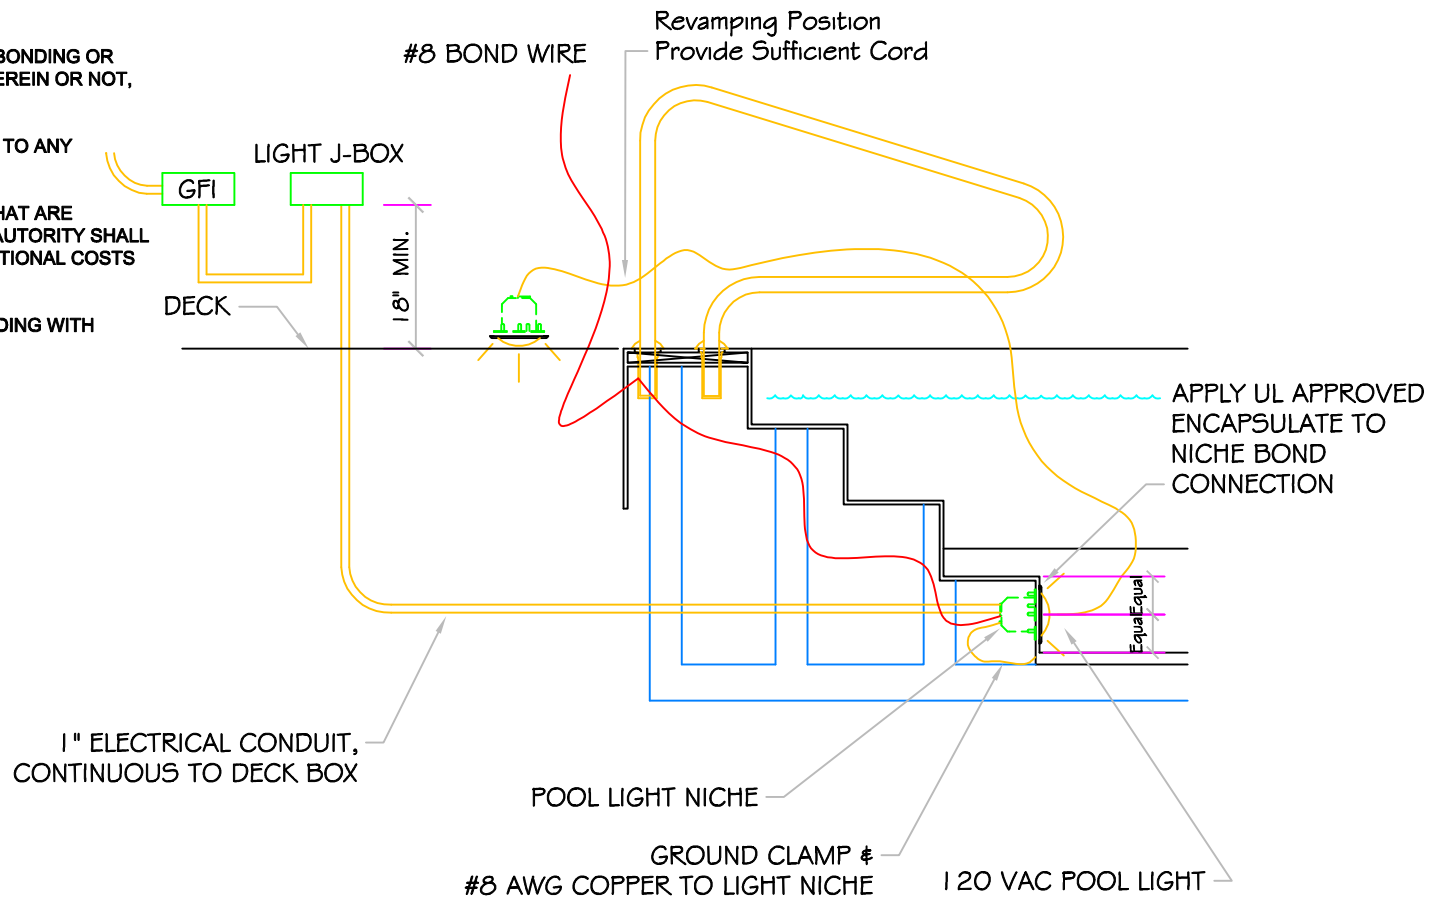 BONDING OR
EREIN OR NOT,
TO ANY
HAT ARE
AUTORITY SHALL
TIONAL COSTS
DING WITH
Revamping Position
Provide Sufficient Cord
#8 BOND WIRE
LIGHT J-BOX
GFI
18" MIN.
DECK
APPLY UL APPROVED
ENCAPSULATE TO
NICHE BOND
CONNECTION
Equal
Equal
1" ELECTRICAL CONDUIT,
CONTINUOUS TO DECK BOX
POOL LIGHT NICHE
GROUND CLAMP &
#8 AWG COPPER TO LIGHT NICHE
120 VAC POOL LIGHT